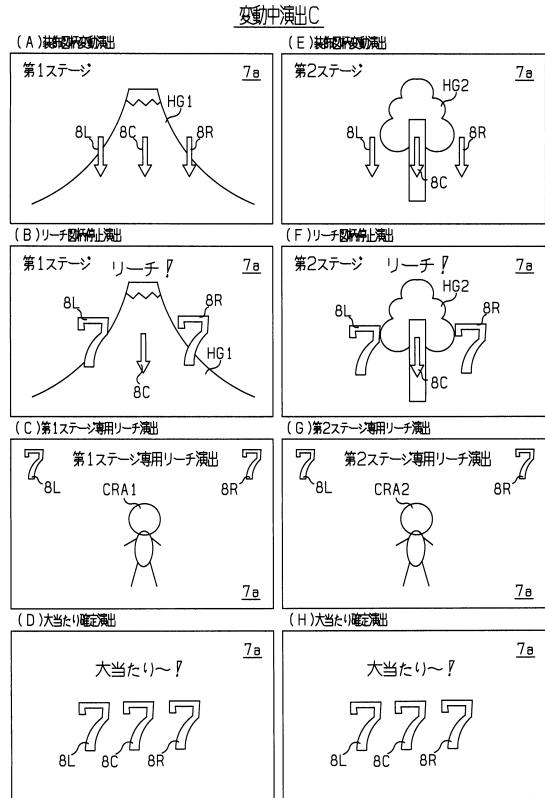 変動中演出C
(A)装飾図柄変動演出
第1ステージ
7a
HG1
8L
8C
8R
(B)リーチ図柄停止演出
第1ステージ
リーチ!
7a
8L
8R
HG1
8C
(C)第1ステージ専用リーチ演出
第1ステージ専用リーチ演出
7
7
8L
8R
CRA1
7a
(D)大当たり確定演出
7a
大当たり〜!
777
8L
8C
8R
(E)装飾図柄変動演出
第2ステージ
7a
HG2
8L
8R
8C
(F)リーチ図柄停止演出
第2ステージ
リーチ!
7a
HG2
8L
8R
7
7
8C
(G)第2ステージ専用リーチ演出
第2ステージ専用リーチ演出
7
7
8L
8R
CRA2
7a
(H)大当たり確定演出
7a
大当たり〜!
777
8L
8C
8R